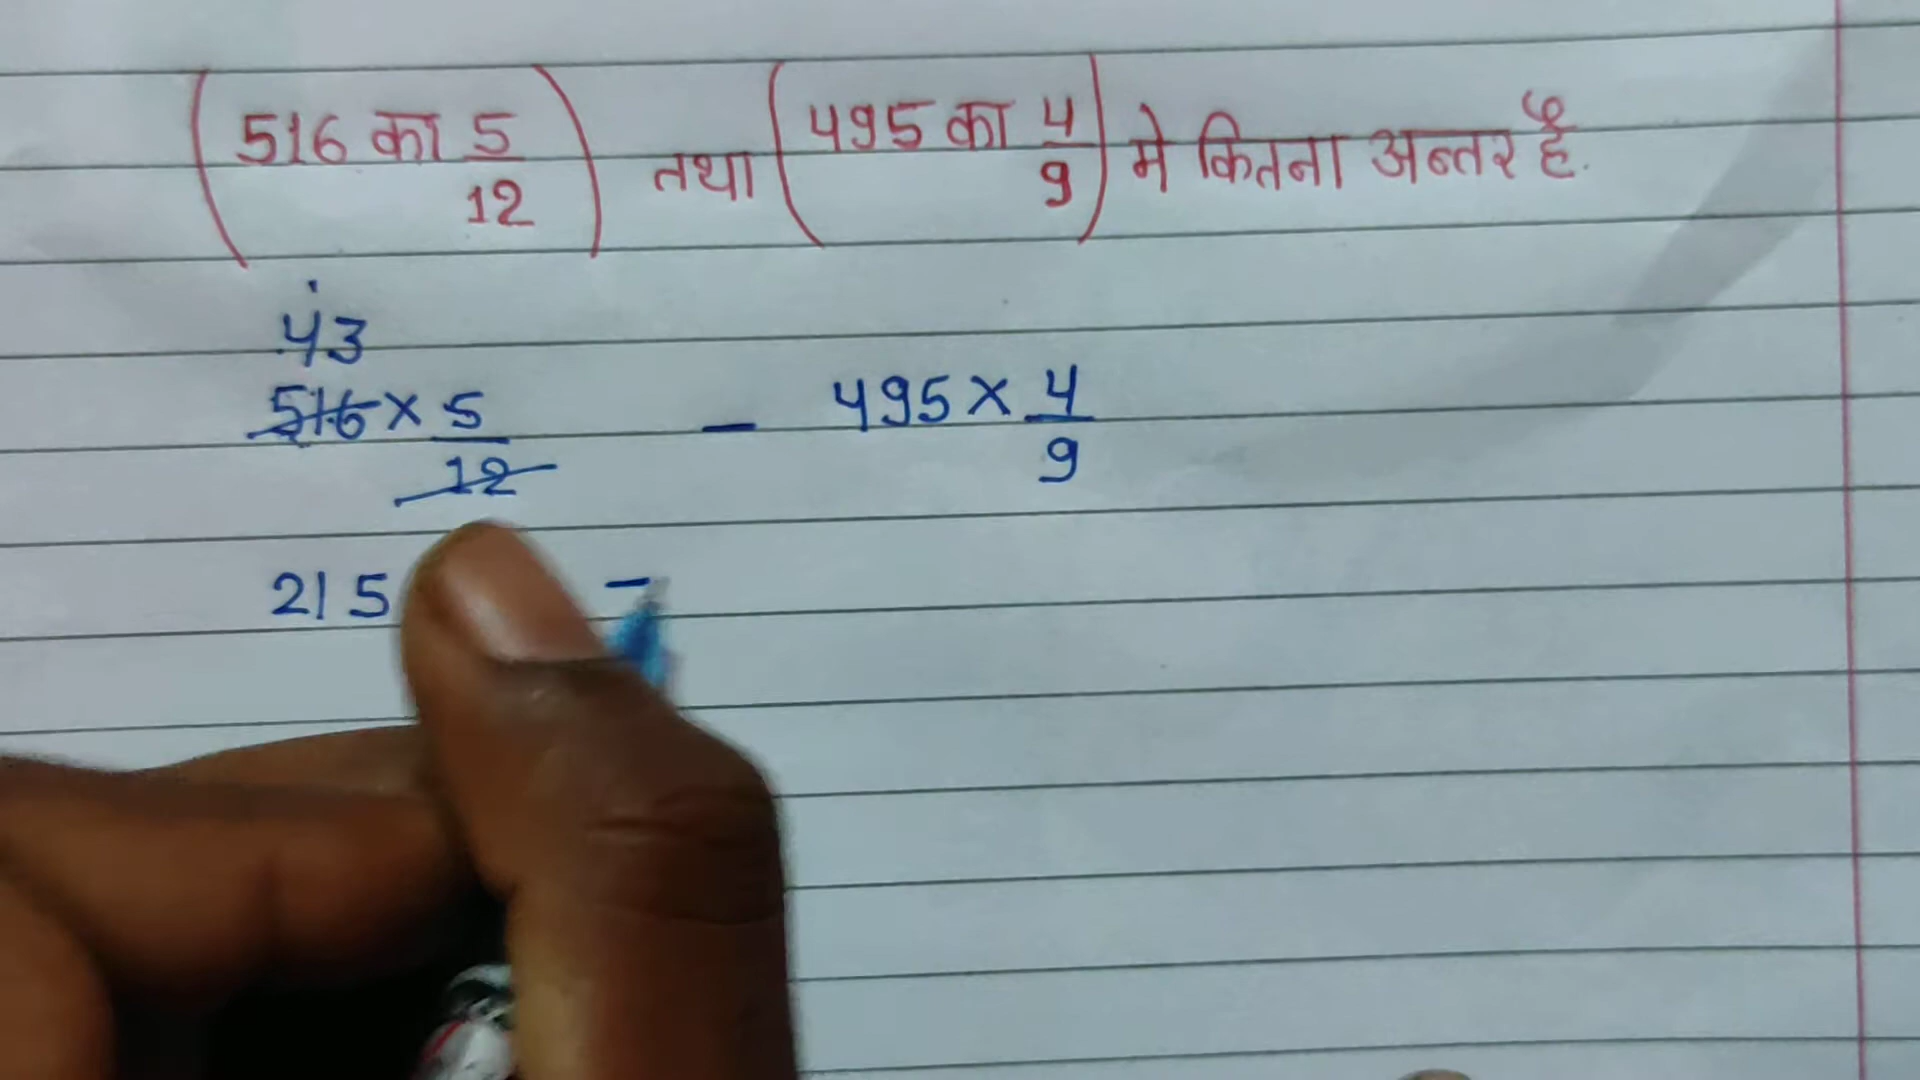 (516 का 5/12) तथा (495 का 4/9) मे कितना अन्तर है.
43
516 × 5/12 - 495 × 4/9
215 -